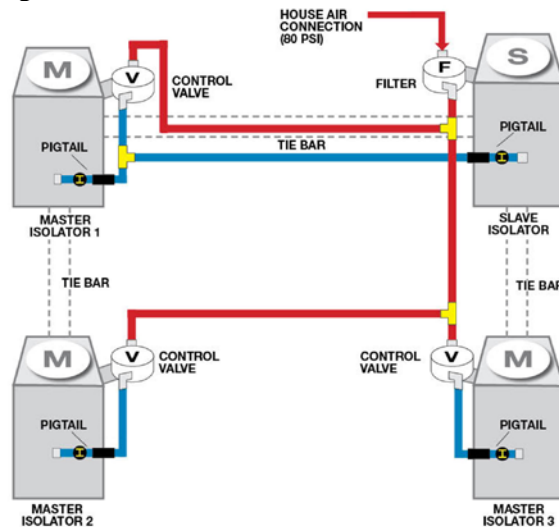 HOUSE AIR
CONNECTION
(80 PSI)
M
V
CONTROL
VALVE
F
FILTER
S
TIE BAR
PIGTAIL
PIGTAIL
MASTER
ISOLATOR 1
SLAVE
ISOLATOR
TIE BAR
TIE BAR
M
V
CONTROL
VALVE
CONTROL
VALVE
V
M
PIGTAIL
PIGTAIL
MASTER
ISOLATOR 2
MASTER
ISOLATOR 3